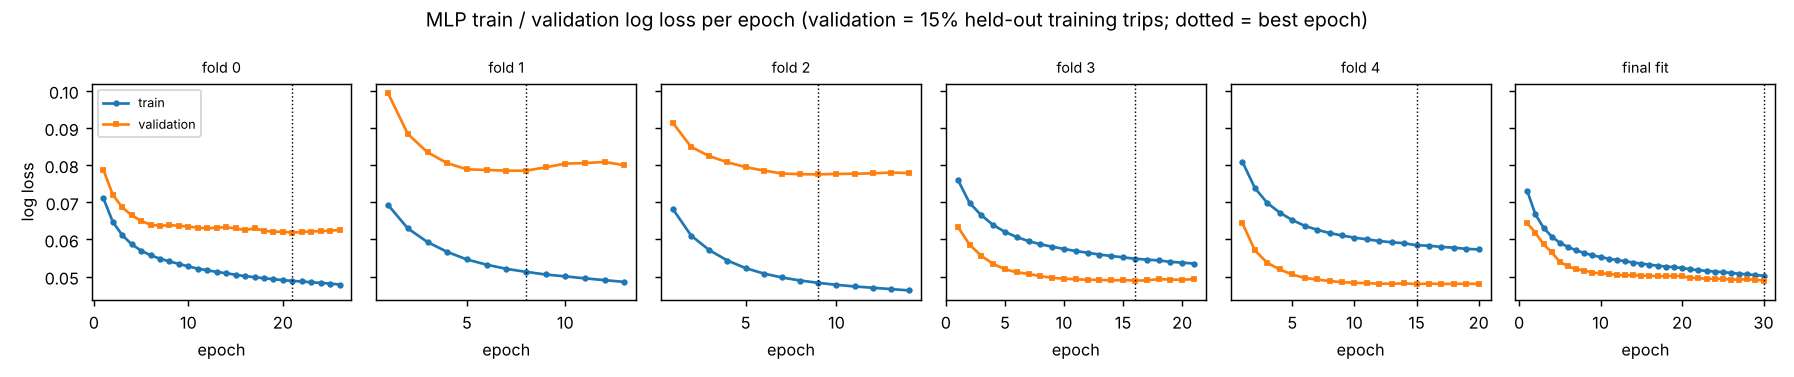 MLP train / validation log loss per epoch (validation = 15% held-out training trips; dotted = best epoch)
fold 0
fold 1
fold 2
fold 3
fold 4
final fit
train
validation
log loss
0.10
0.09
0.08
0.07
0.06
0.05
0 10 20
5 10
5 10
0 5 10 15 20
5 10 15 20
0 10 20 30
epoch
epoch
epoch
epoch
epoch
epoch